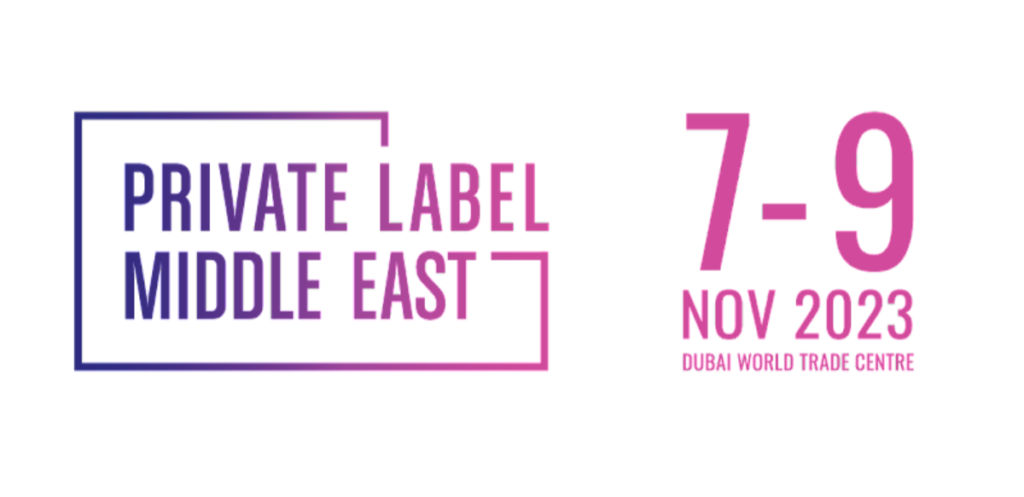 PRIVATE LABEL
MIDDLE EAST
7-9
NOV 2023
DUBAI WORLD TRADE CENTRE